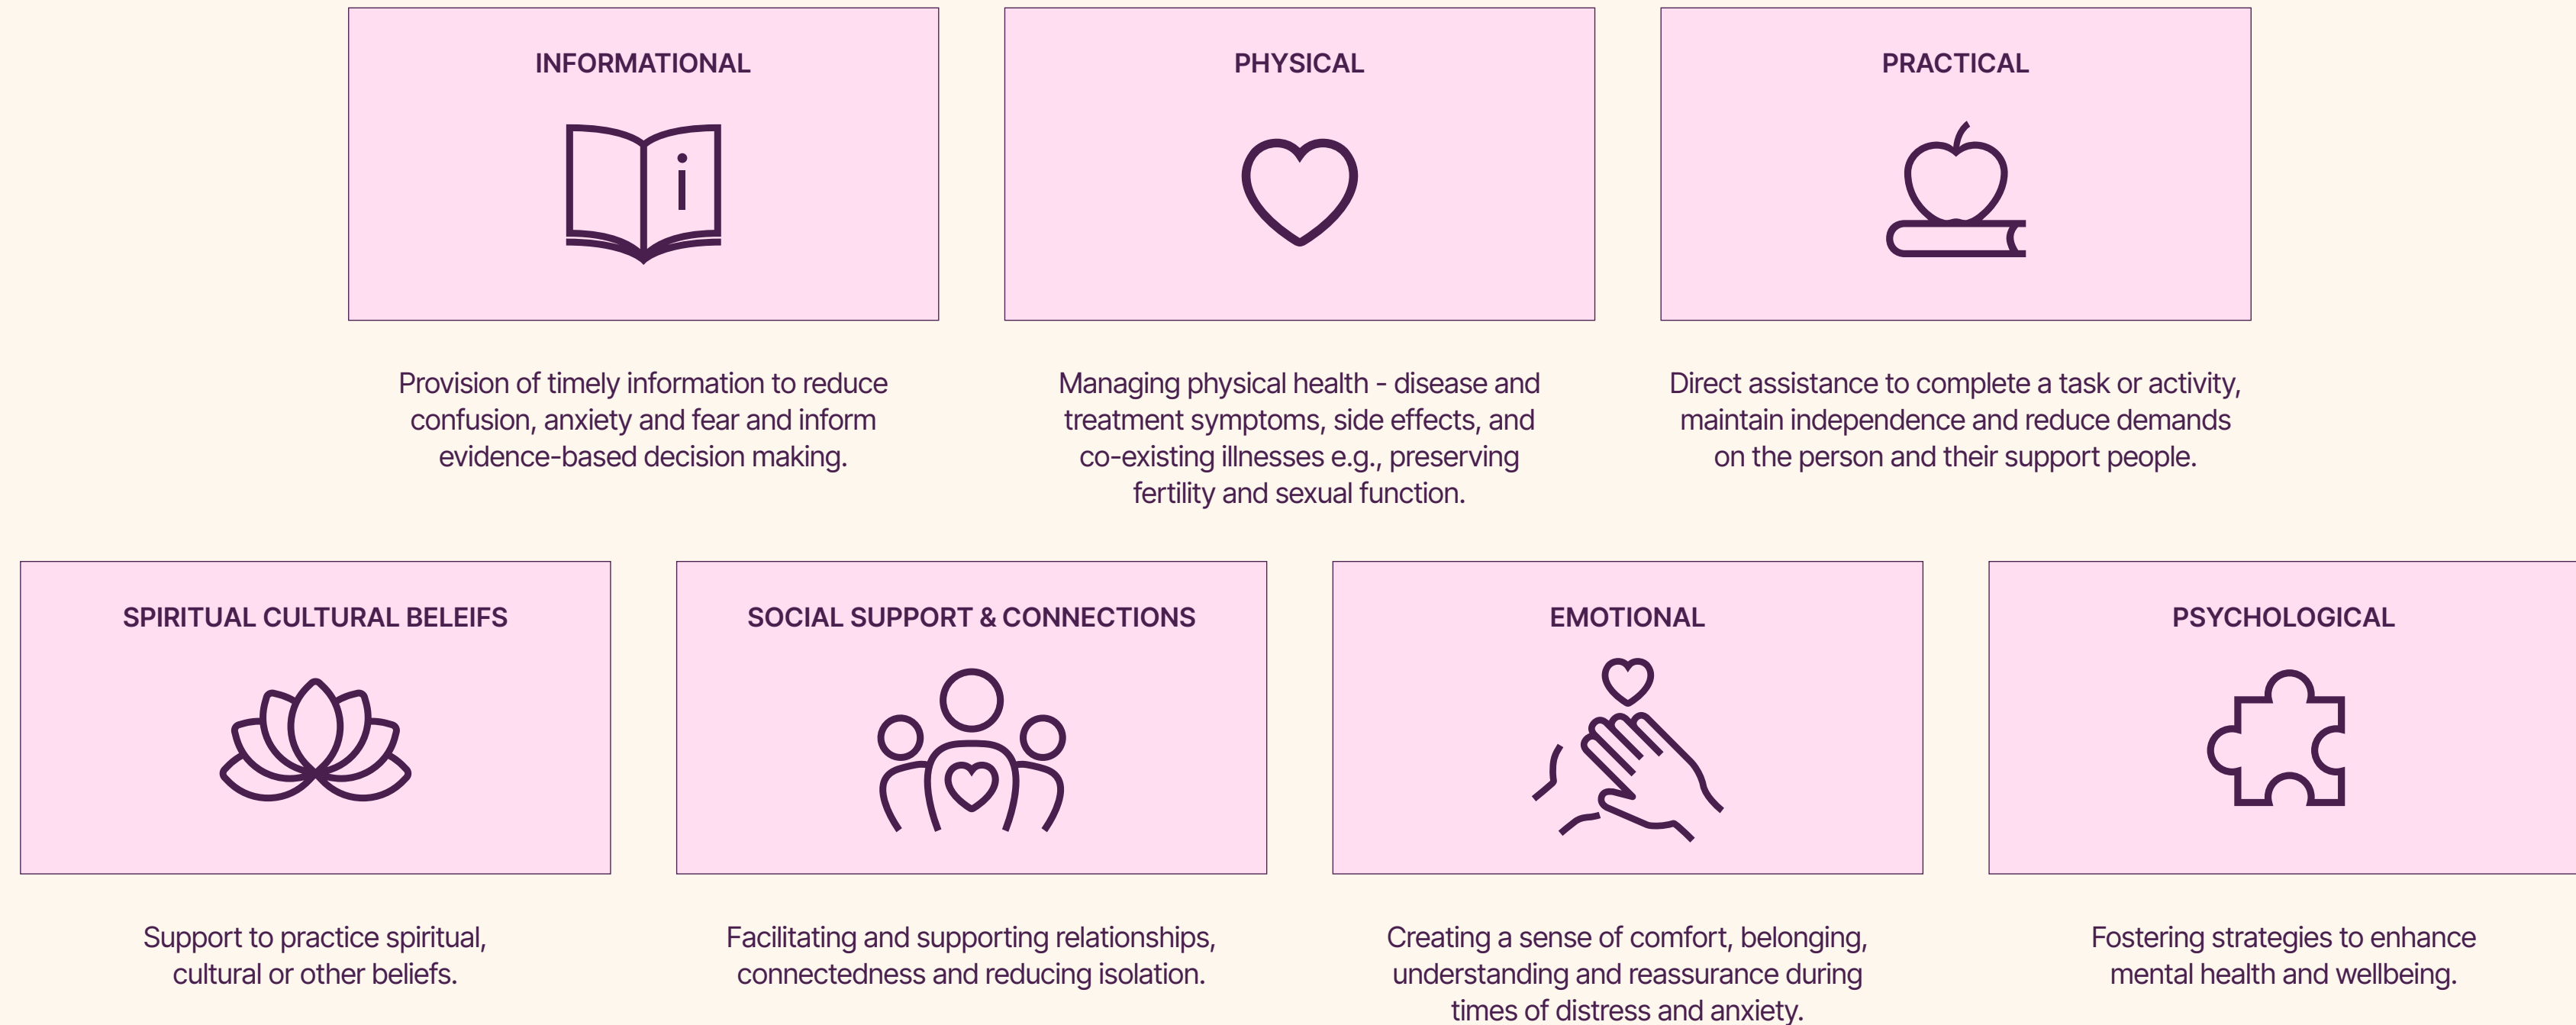 INFORMATIONAL
i
Provision of timely information to reduce
confusion, anxiety and fear and inform
evidence-based decision making.
PHYSICAL
Managing physical health - disease and
treatment symptoms, side effects, and
co-existing illnesses e.g., preserving
fertility and sexual function.
PRACTICAL
Direct assistance to complete a task or activity,
maintain independence and reduce demands
on the person and their support people.
SPIRITUAL CULTURAL BELEIFS
Support to practice spiritual,
cultural or other beliefs.
SOCIAL SUPPORT & CONNECTIONS
Facilitating and supporting relationships,
connectedness and reducing isolation.
EMOTIONAL
Creating a sense of comfort, belonging,
understanding and reassurance during
times of distress and anxiety.
PSYCHOLOGICAL
Fostering strategies to enhance
mental health and wellbeing.